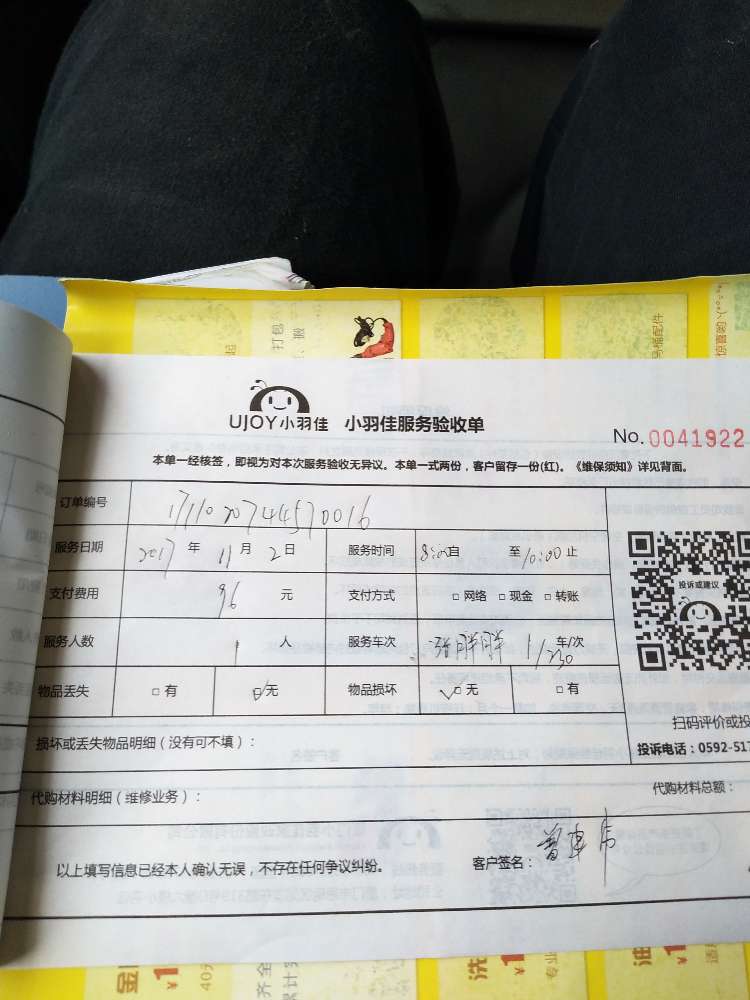 UJOY小羽佳 小羽佳服务验收单
No.0041922
本单一经核签，即视为对本次服务验收无异议。本单一式两份，客户留存一份(红)。《维保须知》详见背面。
订单编号 1711020744570016
服务日期 2017 年 11 月 2 日 服务时间 8:00 自 至 10:00 止
支付费用 96 元 支付方式 □ 网络 □ 现金 □ 转账
服务人数 1 人 服务车次 1/230 车/次
物品丢失 □ 有 ☑ 无 物品损坏 ☑ 无 □ 有
投诉或建议
扫码评价或投
投诉电话：0592-517
损坏或丢失物品明细（没有可不填）：
代购材料明细（维修业务）： 代购材料总额：
以上填写信息已经本人确认无误，不存在任何争议纠纷。 客户签名：